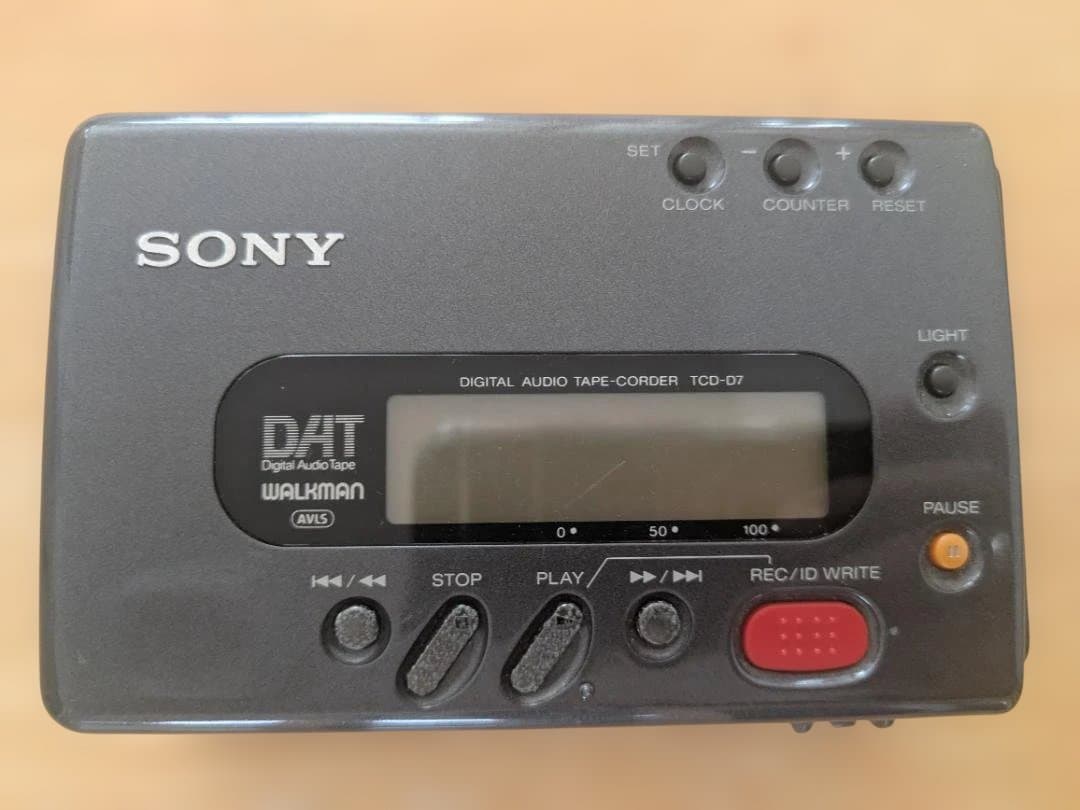 SET - +
CLOCK COUNTER RESET
SONY
LIGHT
DIGITAL AUDIO TAPE-CORDER TCD-D7
DAT
Digital Audio Tape
WALKMAN
AVLS
0 50 100
PAUSE
STOP PLAY REC/ID WRITE